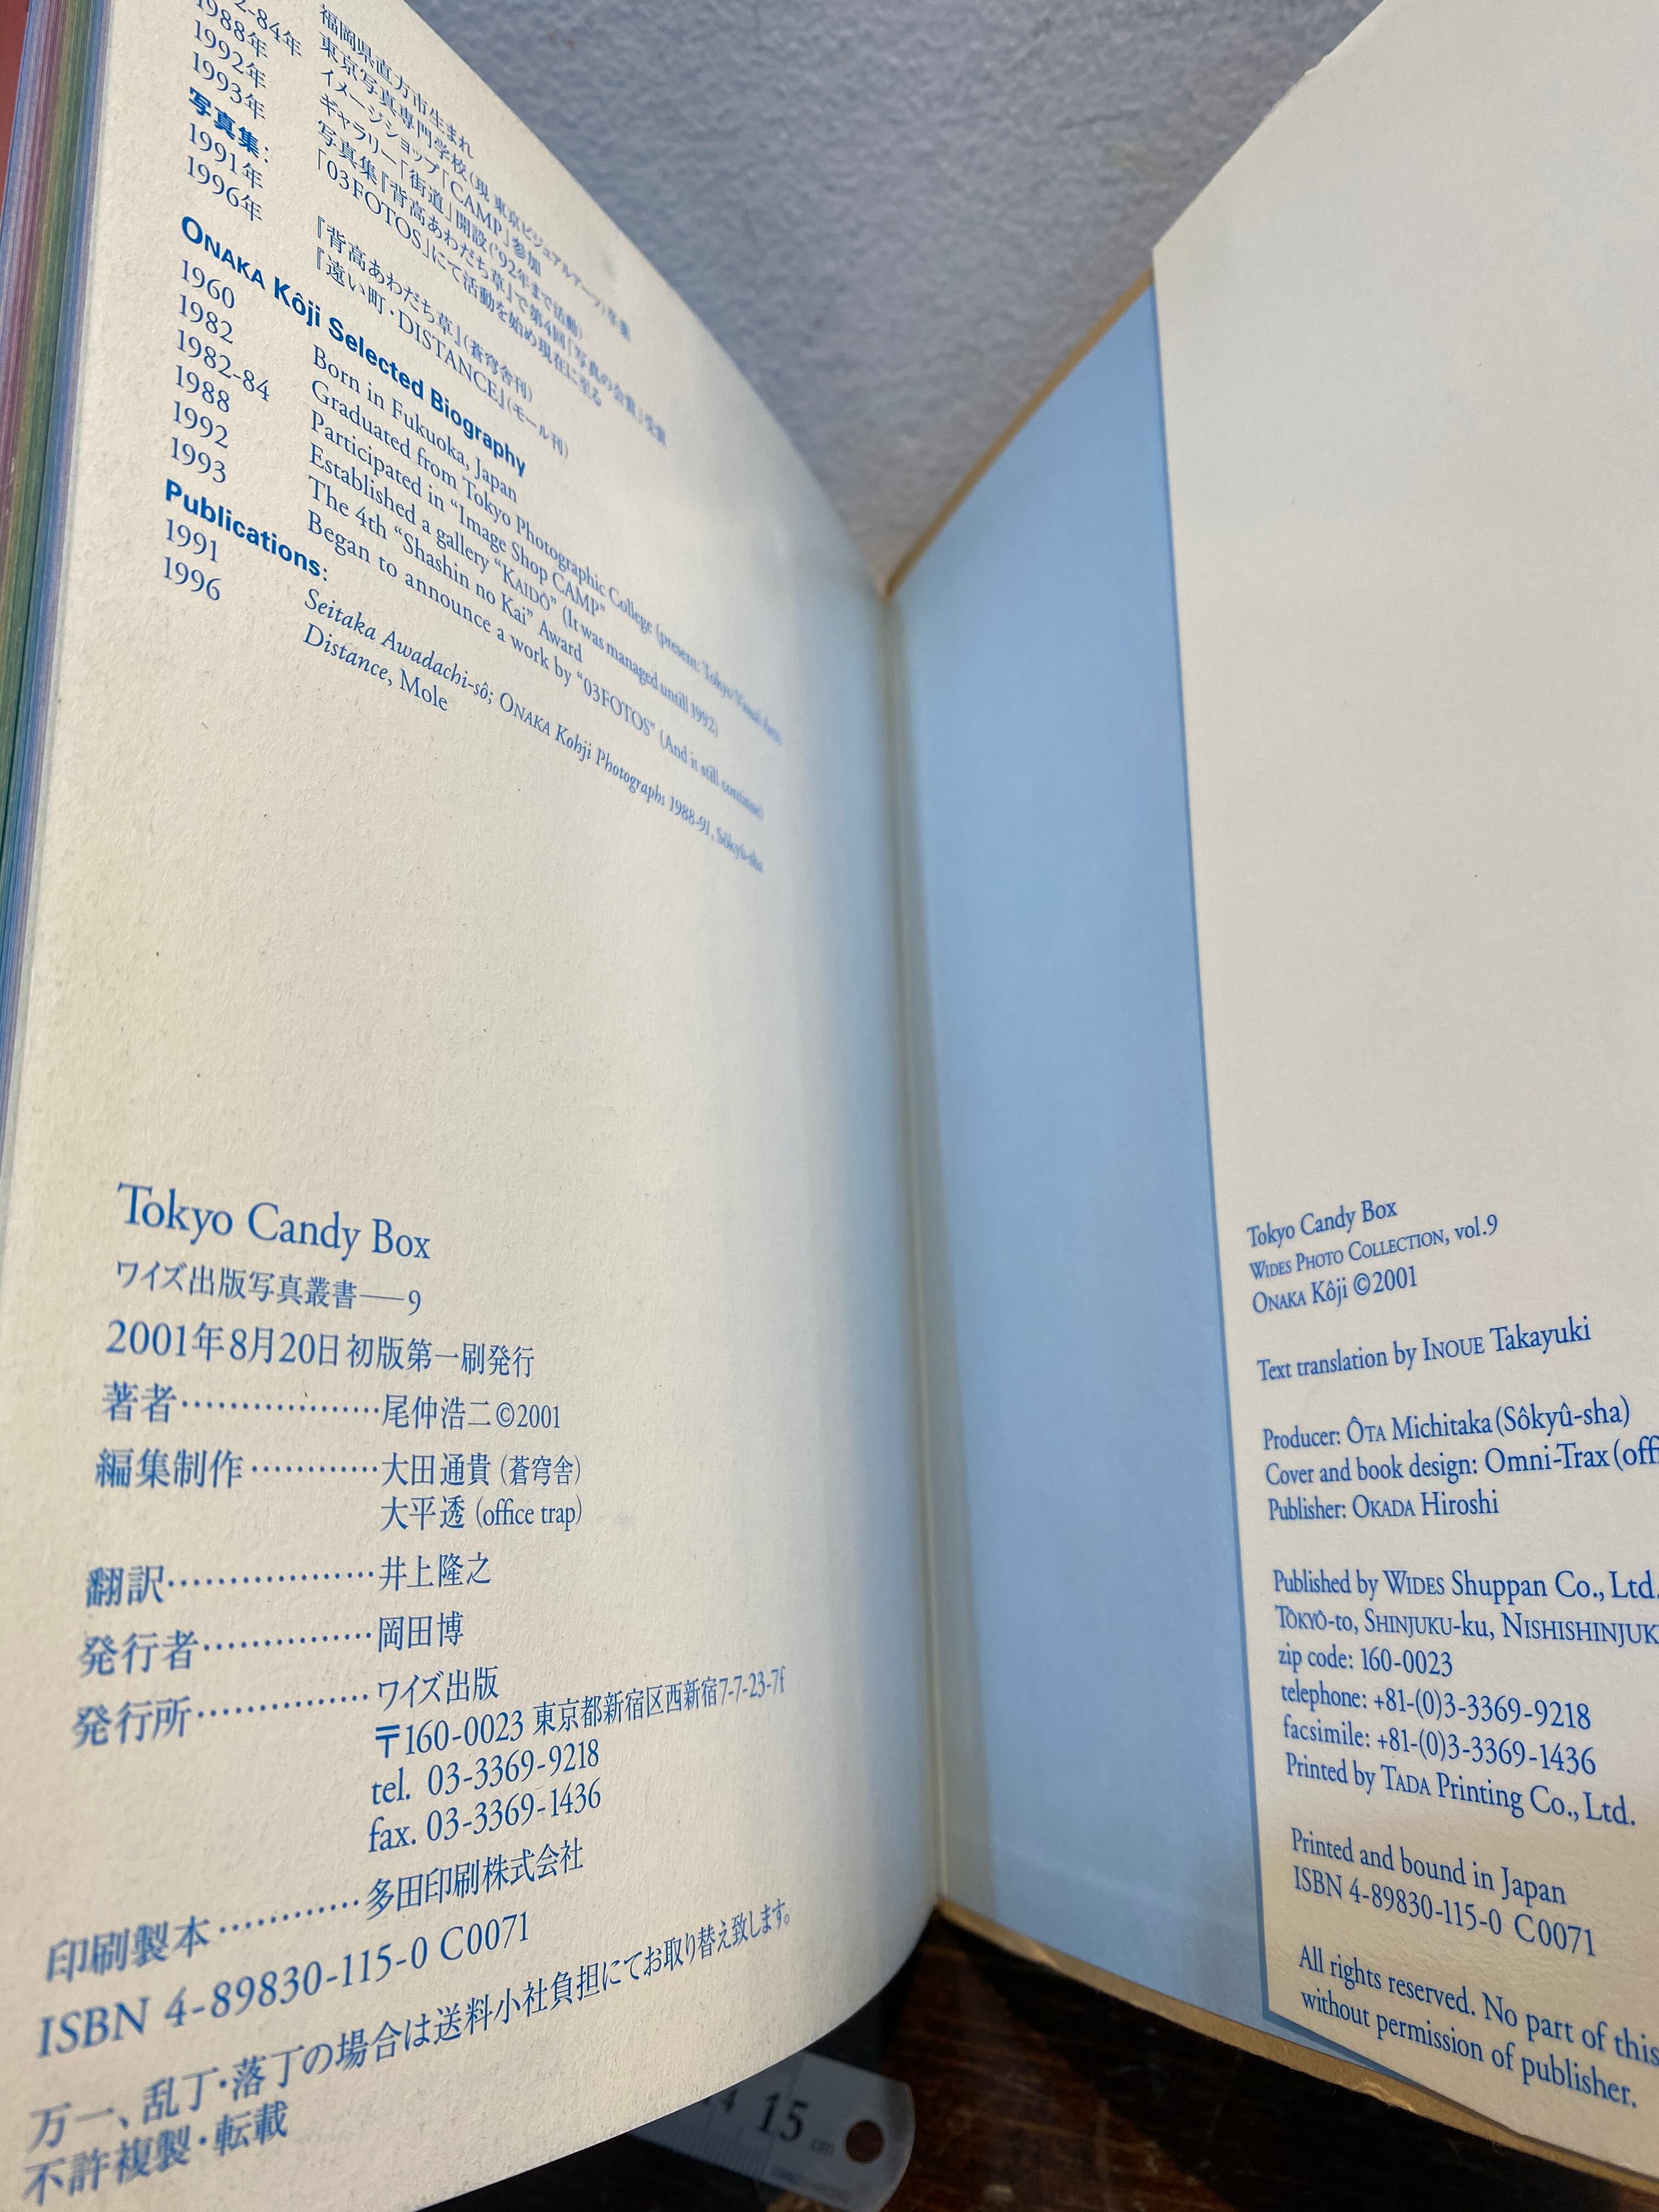 2-84年
1988年
1992年
1993年
福岡県直方市生まれ
東京写真専門学校(現 東京ビジュアルアーツ)卒業
イメージショップ「CAMP」参加
ギャラリー「街道」開設('92年まで活動)
写真集『背高あわだち草』で第4回「写真の会賞」受賞
「03FOTOS」にて活動を始め現在に至る
写真集:
1991年 『背高あわだち草』(蒼穹舎刊)
1996年 『遠い町・DISTANCE』(モール刊)
ONAKA Kôji Selected Biography
1960 Born in Fukuoka, Japan
1982 Graduated from Tokyo Photographic College (present: Tokyo Visual Arts)
1982-84 Participated in “Image Shop CAMP”
1988 Established a gallery “KAIDÔ” (It was managed untill 1992)
1992 The 4th “Shashin no Kai” Award
1993 Began to announce a work by “03FOTOS” (And it still continue)
Publications:
1991 Seitaka Awadachi-sô; ONAKA Kohji Photographs 1988-91, Sôkyû-sha
1996 Distance, Mole
Tokyo Candy Box
ワイズ出版写真叢書——9
2001年8月20日初版第一刷発行
著者…………………尾仲浩二©2001
編集制作…………大田通貴(蒼穹舎)
大平透(office trap)
翻訳…………………井上隆之
発行者………………岡田博
発行所………………ワイズ出版
〒160-0023 東京都新宿区西新宿7-7-23-7f
tel. 03-3369-9218
fax. 03-3369-1436
印刷製本……………多田印刷株式会社
ISBN 4-89830-115-0 C0071
万一、乱丁・落丁の場合は送料小社負担にてお取り替え致します。
不許複製・転載
Tokyo Candy Box
WIDES PHOTO COLLECTION, vol.9
ONAKA Kôji ©2001
Text translation by INOUE Takayuki
Producer: ÔTA Michitaka (Sôkyû-sha)
Cover and book design: Omni-Trax (off
Publisher: OKADA Hiroshi
Published by WIDES Shuppan Co., Ltd.
TÔKYÔ-to, SHINJUKU-ku, NISHISHINJUK
zip code: 160-0023
telephone: +81-(0)3-3369-9218
facsimile: +81-(0)3-3369-1436
Printed by TADA Printing Co., Ltd.
Printed and bound in Japan
ISBN 4-89830-115-0 C0071
All rights reserved. No part of this
without permission of publisher.
14 15 cm